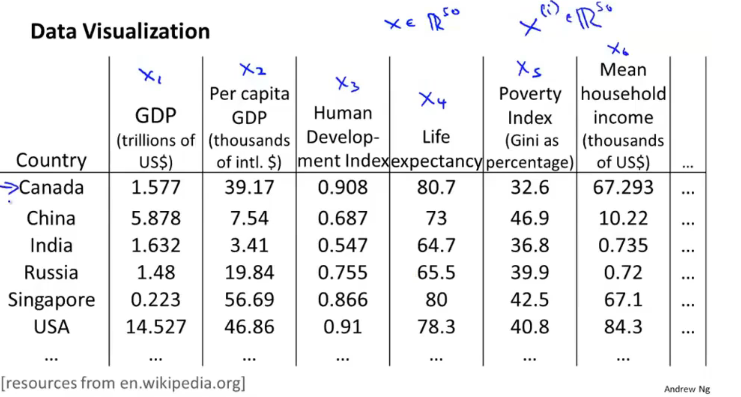 Data Visualization
x ∈ ℝ⁵⁰
x⁽ⁱ⁾ ∈ ℝ⁵⁰
X₁ X₂ X₃ X₄ X₅ X₆
Country
GDP
(trillions of
US$)
Per capita
GDP
(thousands
of intl. $)
Human
Develop-
ment Index
Life
expectancy
Poverty
Index
(Gini as
percentage)
Mean
household
income
(thousands
of US$)
...
→Canada 1.577 39.17 0.908 80.7 32.6 67.293 ...
China 5.878 7.54 0.687 73 46.9 10.22 ...
India 1.632 3.41 0.547 64.7 36.8 0.735 ...
Russia 1.48 19.84 0.755 65.5 39.9 0.72 ...
Singapore 0.223 56.69 0.866 80 42.5 67.1 ...
USA 14.527 46.86 0.91 78.3 40.8 84.3 ...
... ... ... ... ... ... ...
[resources from en.wikipedia.org]
Andrew Ng